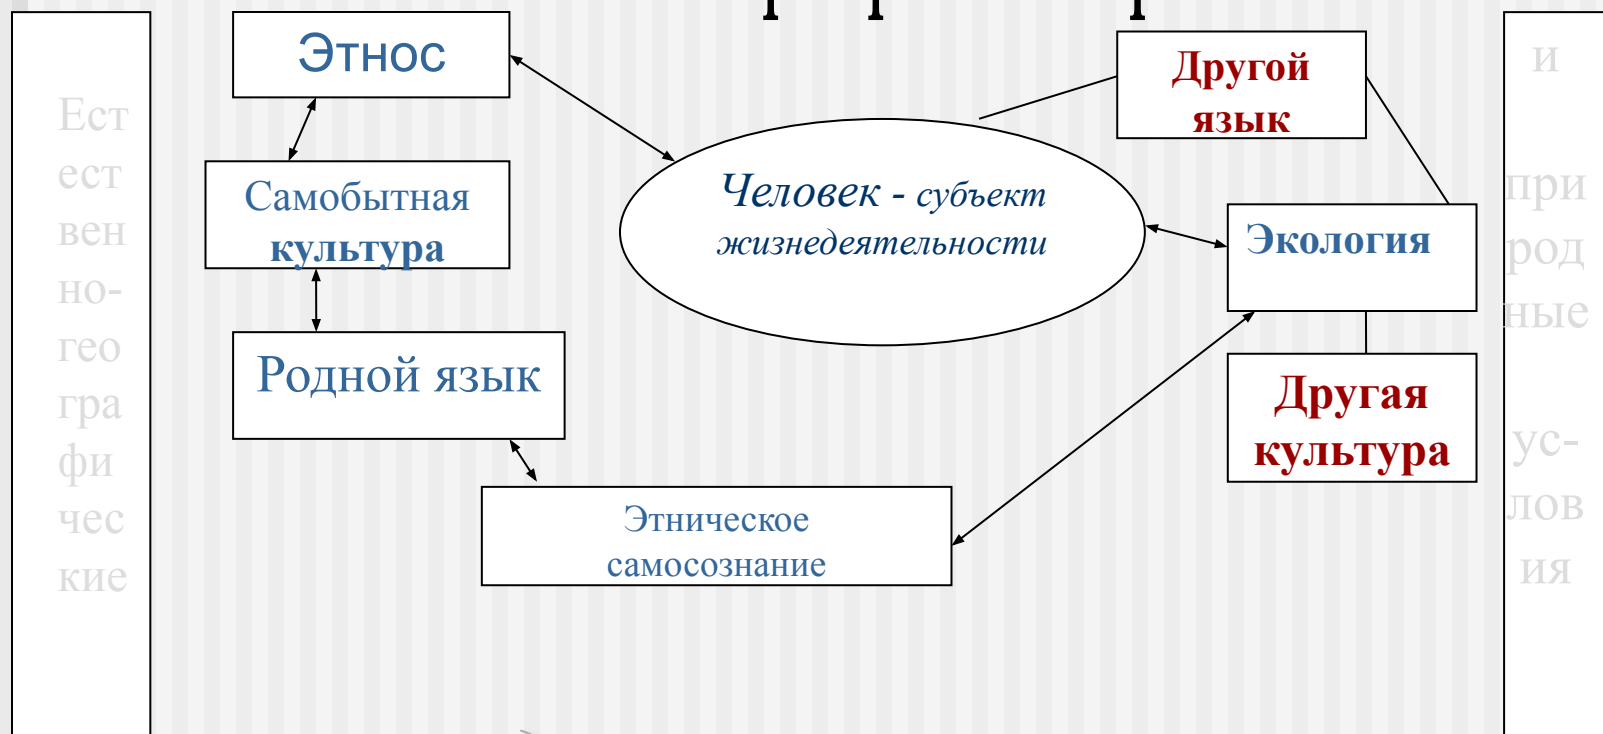 Ест
ест
вен
но-
гео
гра
фи
чес
кие
Этнос
Самобытная
культура
Родной язык
Этническое
самосознание
Человек - субъект
жизнедеятельности
Другой
язык
Экология
Другая
культура
и
при
род
ные
ус-
лов
ия